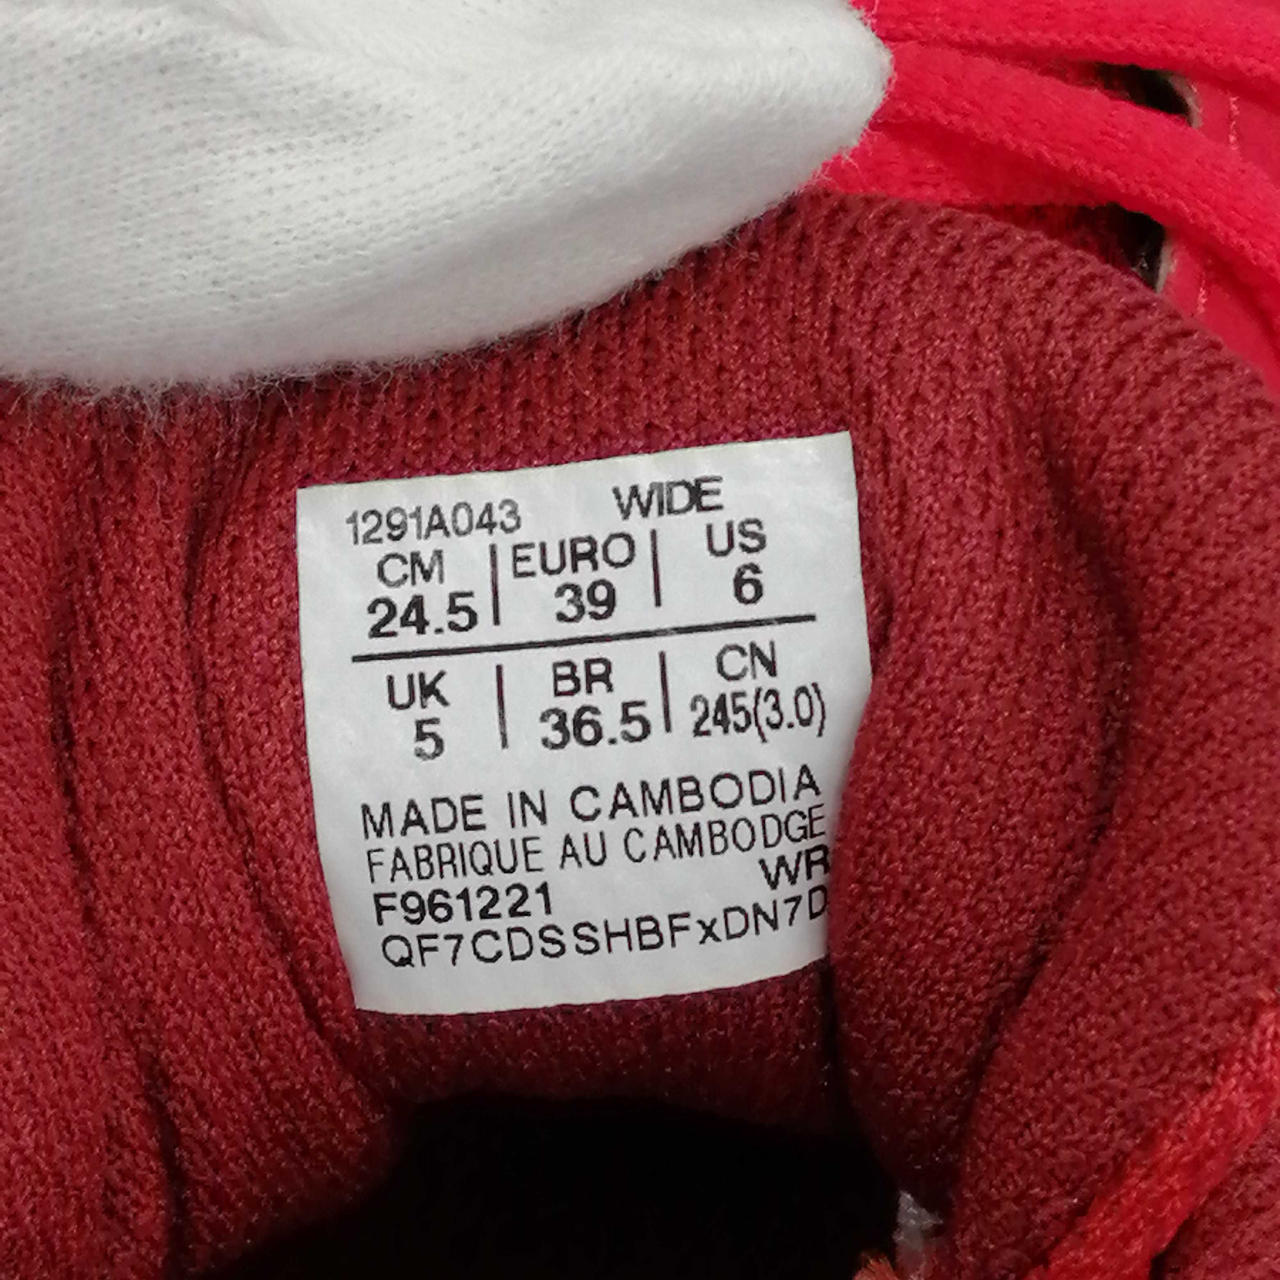 1291A043 WIDE
CM EURO US
24.5 39 6
UK BR CN
5 36.5 245(3.0)
MADE IN CAMBODIA
FABRIQUE AU CAMBODGE
F961221 WR
QF7CDSSHBFxDN7D